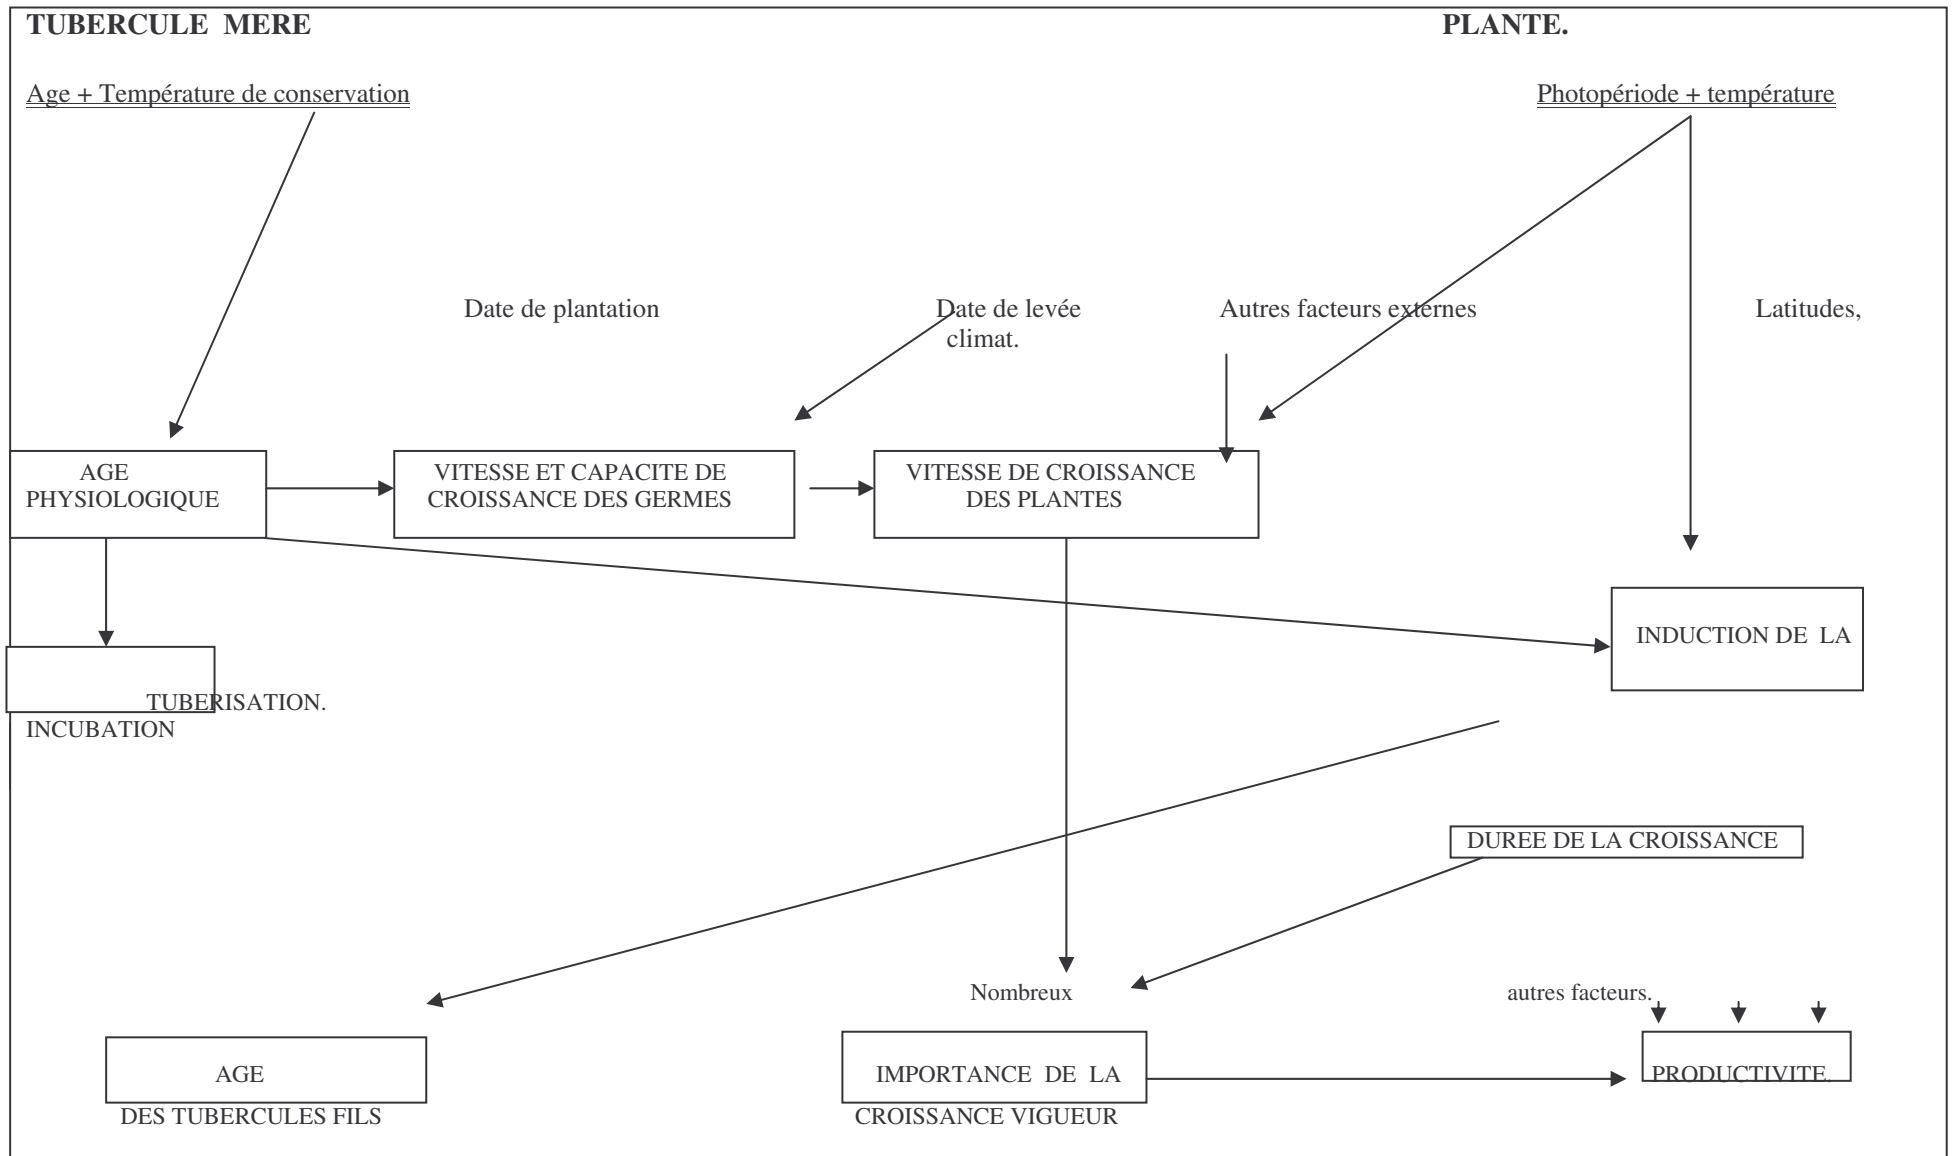 TUBERCULE MERE PLANTE.
Age + Température de conservation Photopériode + température
Date de plantation Date de levée Autres facteurs externes Latitudes,
climat.
AGE VITESSE ET CAPACITE DE VITESSE DE CROISSANCE
PHYSIOLOGIQUE CROISSANCE DES GERMES DES PLANTES
INDUCTION DE LA
TUBERISATION.
INCUBATION
DUREE DE LA CROISSANCE
Nombreux autres facteurs.
AGE IMPORTANCE DE LA PRODUCTIVITE.
DES TUBERCULES FILS CROISSANCE VIGUEUR